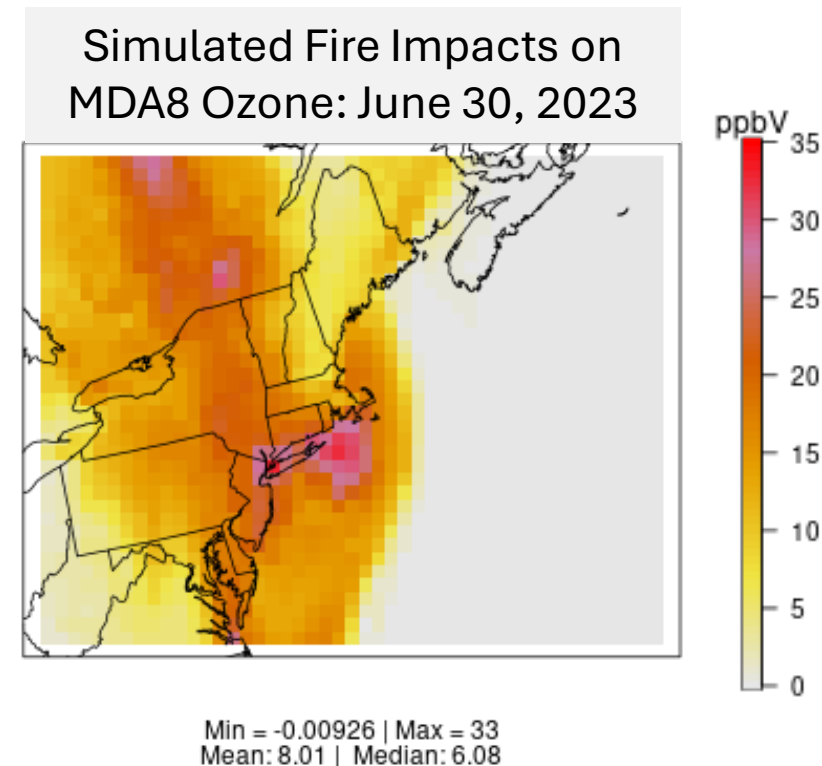 Simulated Fire Impacts on
MDA8 Ozone: June 30, 2023
ppbV
35
30
25
20
15
10
5
0
Min = -0.00926 | Max = 33
Mean: 8.01 | Median: 6.08